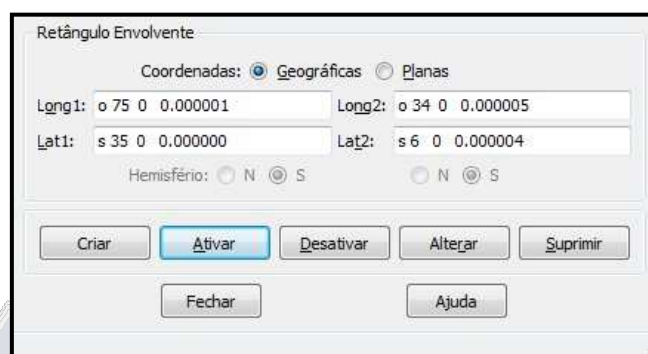 Retângulo Envolvente
Coordenadas: Geográficas Planas
Long1: o 75 0 0.000001 Long2: o 34 0 0.000005
Lat1: s 35 0 0.000000 Lat2: s 6 0 0.000004
Hemisfério: N S N S
Criar Ativar Desativar Alterar Suprimir
Fechar Ajuda